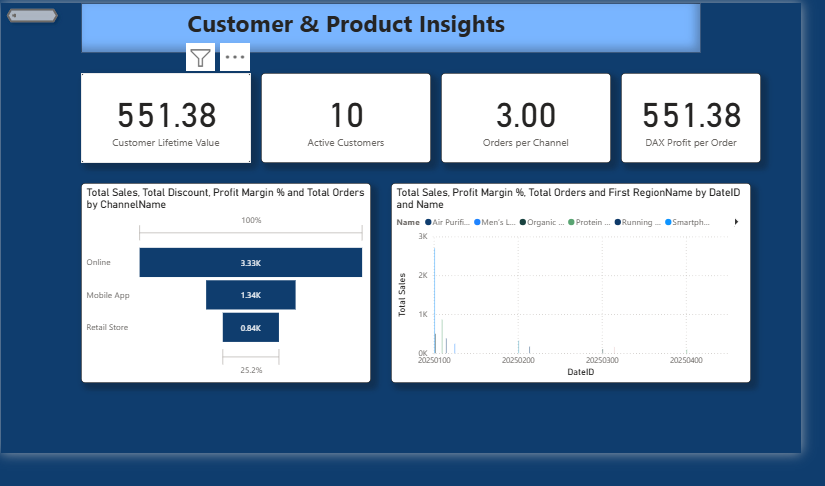 Customer & Product Insights
551.38
Customer Lifetime Value
10
Active Customers
3.00
Orders per Channel
551.38
DAX Profit per Order
Total Sales, Total Discount, Profit Margin % and Total Orders
by ChannelName
100%
Online
3.33K
Mobile App
1.34K
Retail Store
0.84K
25.2%
Total Sales, Profit Margin %, Total Orders and First RegionName by DateID
and Name
Name Air Purifi... Men's L... Organic ... Protein ... Running ... Smartph...
3K
2K
1K
0K
Total Sales
20250100 20250200 20250300 20250400
DateID